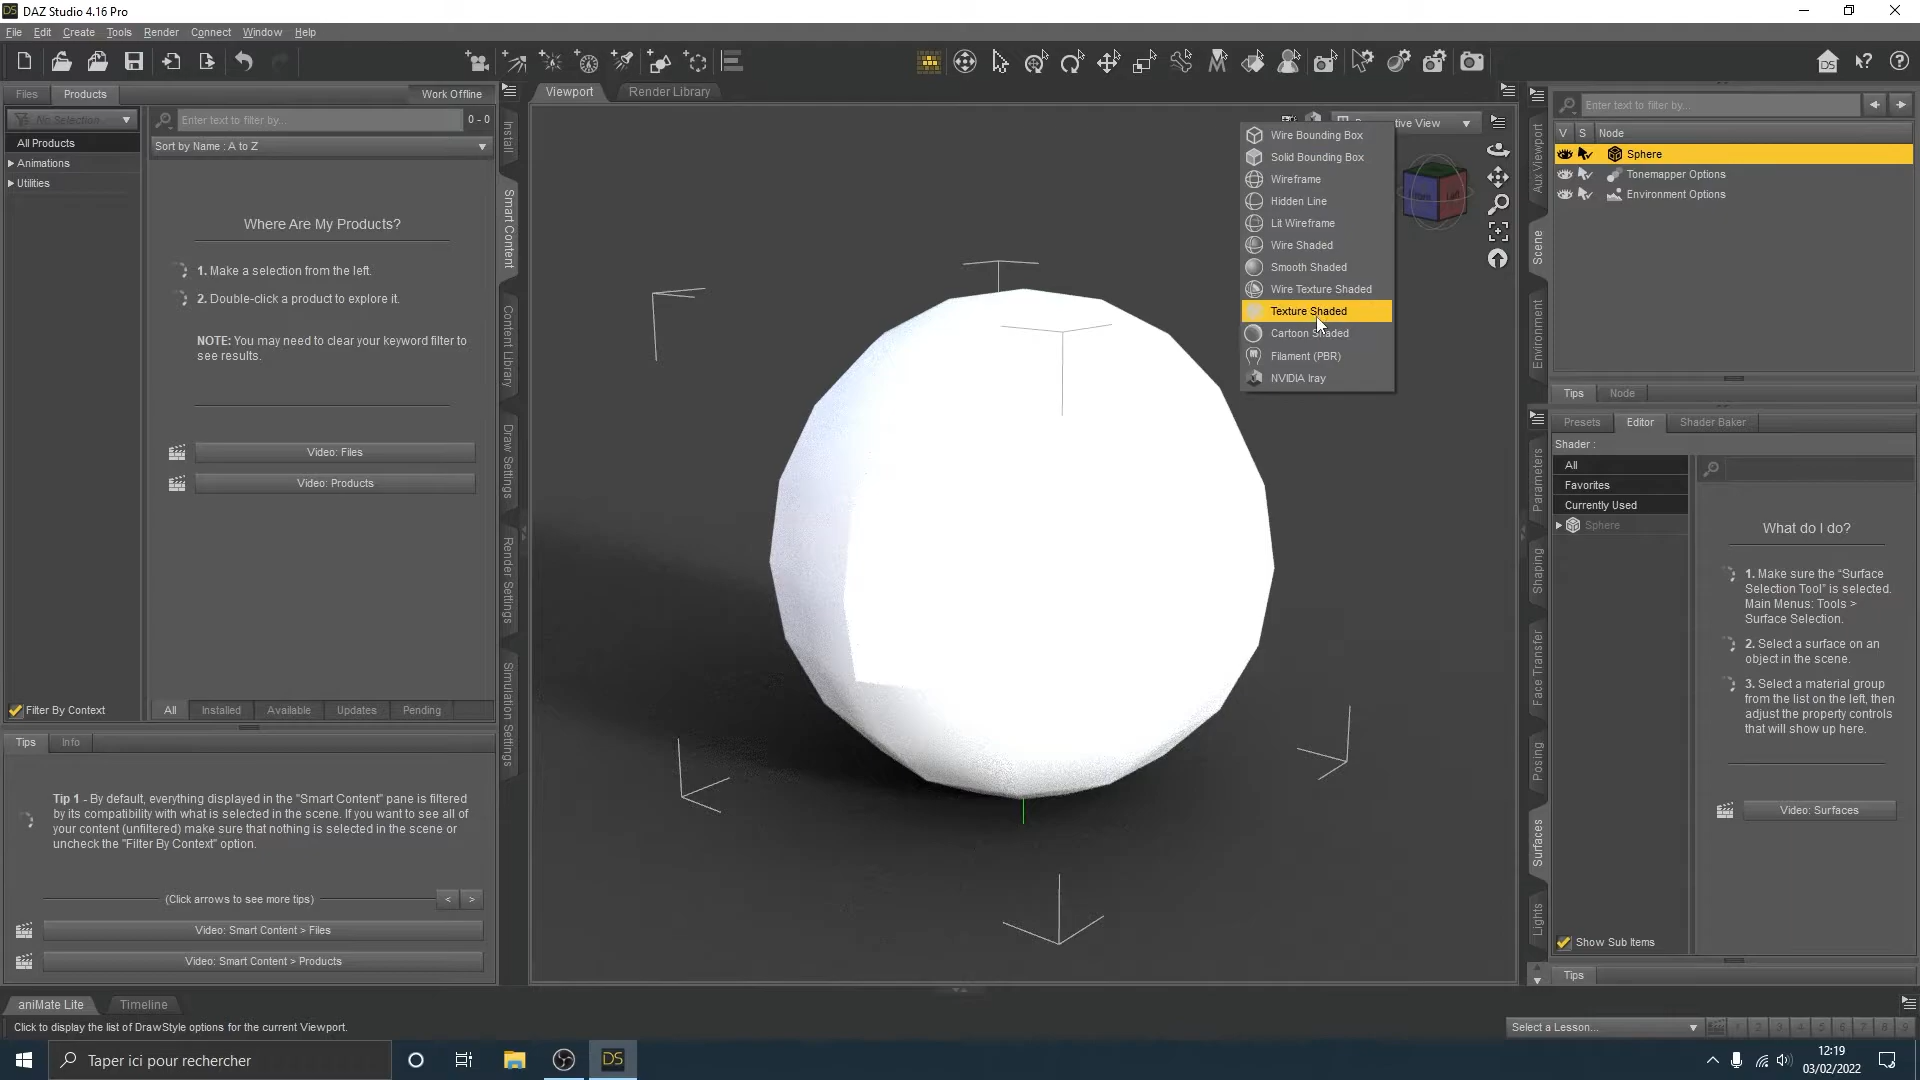 DAZ Studio 4.16 Pro
File Edit Create Tools Render Connect Window Help
Files Products Work Offline
No Selection...
Enter text to filter by... 0 - 0
All Products
Animations
Utilities
Sort by Name : A to Z
Where Are My Products?
1. Make a selection from the left.
2. Double-click a product to explore it.
NOTE: You may need to clear your keyword filter to
see results.
Video: Files
Video: Products
Filter By Context
All Installed Available Updates Pending
Tips Info
Tip 1 - By default, everything displayed in the "Smart Content" pane is filtered
by its compatibility with what is selected in the scene. If you want to see all of
your content (unfiltered) make sure that nothing is selected in the scene or
uncheck the "Filter By Context" option.
(Click arrows to see more tips) < >
Video: Smart Content > Files
Video: Smart Content > Products
Install
Smart Content
Content Library
Draw Settings
Render Settings
Simulation Settings
Viewport Render Library
tive View
Wire Bounding Box
Solid Bounding Box
Wireframe
Hidden Line
Lit Wireframe
Wire Shaded
Smooth Shaded
Wire Texture Shaded
Texture Shaded
Cartoon Shaded
Filament (PBR)
NVIDIA Iray
Left
Aux Viewport
Scene
Environment
Enter text to filter by...
V S Node
Sphere
Tonemapper Options
Environment Options
Tips Node
Parameters
Shaping
Face Transfer
Posing
Surfaces
Lights
Presets Editor Shader Baker
Shader :
All
Favorites
Currently Used
Sphere
What do I do?
1. Make sure the “Surface
Selection Tool” is selected.
Main Menus: Tools >
Surface Selection.
2. Select a surface on an
object in the scene.
3. Select a material group
from the list on the left, then
adjust the property controls
that will show up here.
Video: Surfaces
Show Sub Items
Tips
aniMate Lite Timeline
Click to display the list of DrawStyle options for the current Viewport.
Select a Lesson... 1 2 3 4 5 6 7 8 9
Taper ici pour rechercher
DS
12:19
03/02/2022